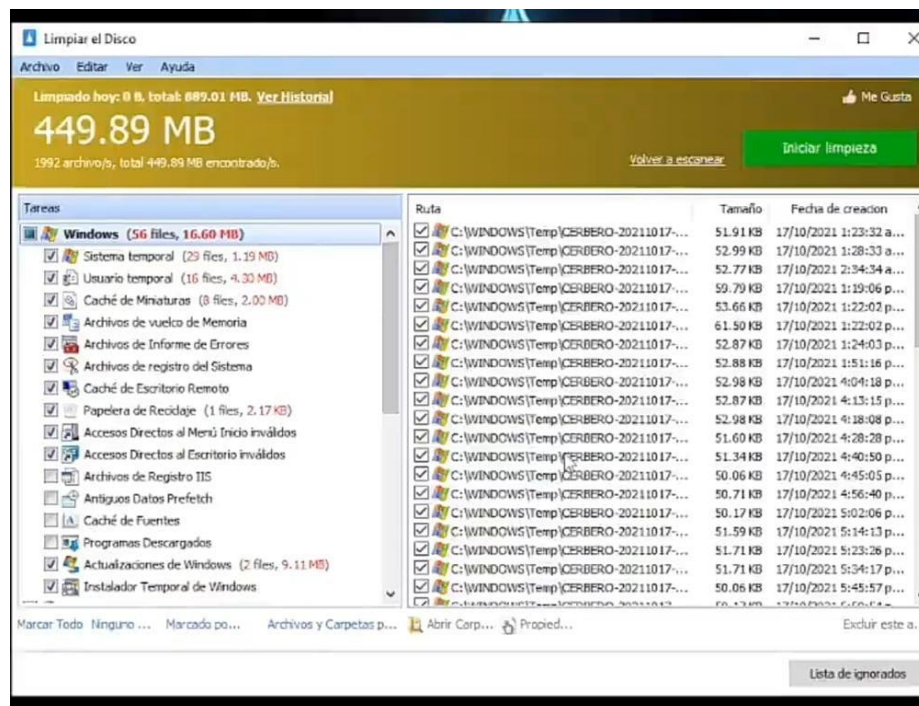 Limpiar el Disco
Archivo Editar Ver Ayuda
Limpiado hoy: 0 B, total: 689.01 MB. Ver Historial
Me Gusta
449.89 MB
1992 archivo/s, total 449.89 MB encontrado/s.
Volver a escanear
Iniciar limpieza
Tareas
Windows (56 files, 16.60 MB)
Sistema temporal (29 files, 1.19 MB)
Usuario temporal (16 files, 4.30 MB)
Caché de Miniaturas (8 files, 2.00 MB)
Archivos de vuelco de Memoria
Archivos de Informe de Errores
Archivos de registro del Sistema
Caché de Escritorio Remoto
Papelera de Reciclaje (1 files, 2.17 KB)
Accesos Directos al Menú Inicio inválidos
Accesos Directos al Escritorio inválidos
Archivos de Registro IIS
Antiguos Datos Prefetch
Caché de Fuentes
Programas Descargados
Actualizaciones de Windows (2 files, 9.11 MB)
Instalador Temporal de Windows
Ruta Tamaño Fecha de creacion
C:\WINDOWS\Temp\CERBERO-20211017-... 51.91 KB 17/10/2021 1:23:32 a...
C:\WINDOWS\Temp\CERBERO-20211017-... 52.99 KB 17/10/2021 1:28:33 a...
C:\WINDOWS\Temp\CERBERO-20211017-... 52.77 KB 17/10/2021 2:34:34 a...
C:\WINDOWS\Temp\CERBERO-20211017-... 59.79 KB 17/10/2021 1:19:06 p...
C:\WINDOWS\Temp\CERBERO-20211017-... 53.66 KB 17/10/2021 1:22:02 p...
C:\WINDOWS\Temp\CERBERO-20211017-... 61.50 KB 17/10/2021 1:22:02 p...
C:\WINDOWS\Temp\CERBERO-20211017-... 52.87 KB 17/10/2021 1:24:03 p...
C:\WINDOWS\Temp\CERBERO-20211017-... 52.88 KB 17/10/2021 1:51:16 p...
C:\WINDOWS\Temp\CERBERO-20211017-... 52.98 KB 17/10/2021 4:04:18 p...
C:\WINDOWS\Temp\CERBERO-20211017-... 52.87 KB 17/10/2021 4:13:15 p...
C:\WINDOWS\Temp\CERBERO-20211017-... 52.98 KB 17/10/2021 4:18:08 p...
C:\WINDOWS\Temp\CERBERO-20211017-... 51.60 KB 17/10/2021 4:28:28 p...
C:\WINDOWS\Temp\CERBERO-20211017-... 51.34 KB 17/10/2021 4:40:50 p...
C:\WINDOWS\Temp\CERBERO-20211017-... 50.06 KB 17/10/2021 4:45:05 p...
C:\WINDOWS\Temp\CERBERO-20211017-... 50.71 KB 17/10/2021 4:56:40 p...
C:\WINDOWS\Temp\CERBERO-20211017-... 50.17 KB 17/10/2021 5:02:06 p...
C:\WINDOWS\Temp\CERBERO-20211017-... 51.59 KB 17/10/2021 5:14:13 p...
C:\WINDOWS\Temp\CERBERO-20211017-... 51.71 KB 17/10/2021 5:23:26 p...
C:\WINDOWS\Temp\CERBERO-20211017-... 51.71 KB 17/10/2021 5:34:17 p...
C:\WINDOWS\Temp\CERBERO-20211017-... 50.06 KB 17/10/2021 5:45:57 p...
Marcar Todo Ninguno ... Marcado po... Archivos y Carpetas p... Abrir Carp... Propied... Excluir este a...
Lista de ignorados